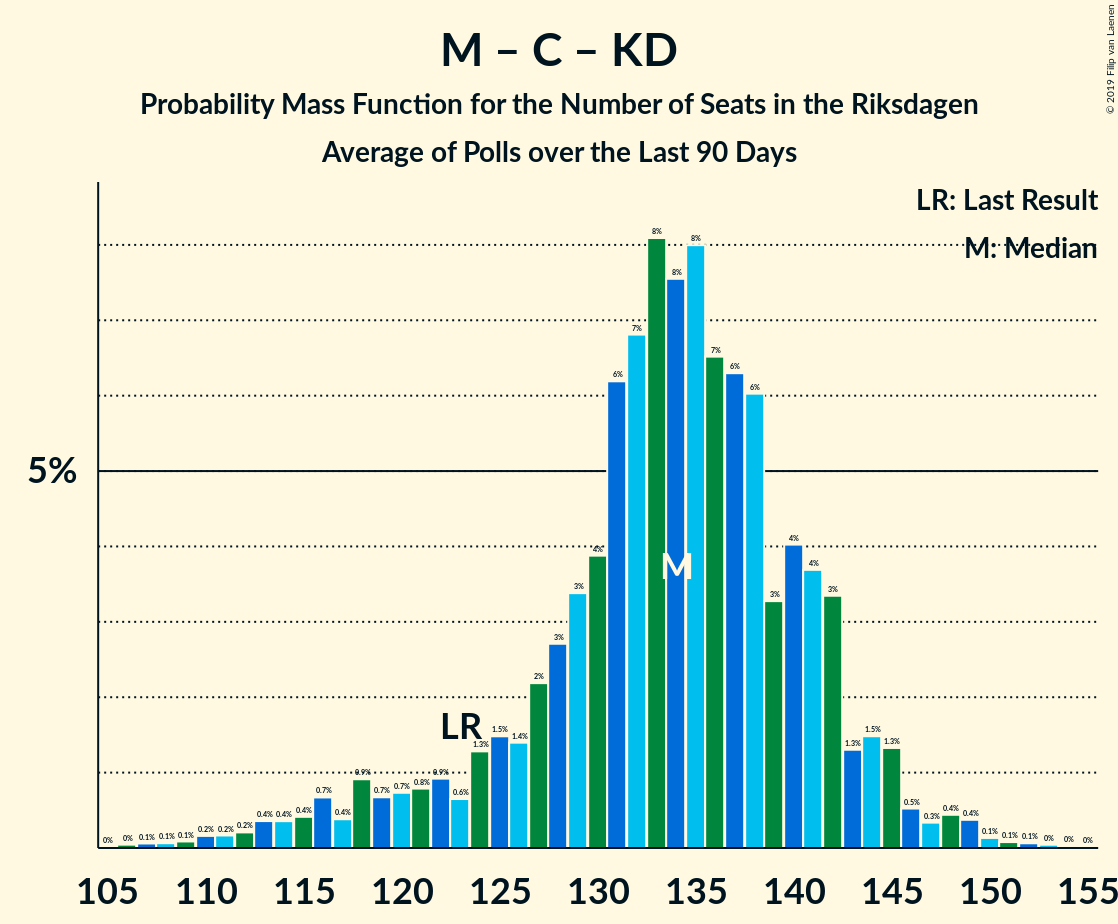 M – C – KD
Probability Mass Function for the Number of Seats in the Riksdagen
Average of Polls over the Last 90 Days
© 2019 Filip van Laenen
LR: Last Result
M: Median
5%
0% 0% 0.1% 0.1% 0.1% 0.2% 0.2% 0.2% 0.4% 0.4% 0.4% 0.7% 0.4% 0.9% 0.7% 0.7% 0.8% 0.9% 0.6% 1.3% 1.5% 1.4% 2% 3% 3% 4% 6% 7% 8% 8% 8% 7% 6% 6% 3% 4% 4% 3% 1.3% 1.5% 1.3% 0.5% 0.3% 0.4% 0.4% 0.1% 0.1% 0.1% 0% 0% 0%
M
LR
105 110 115 120 125 130 135 140 145 150 155